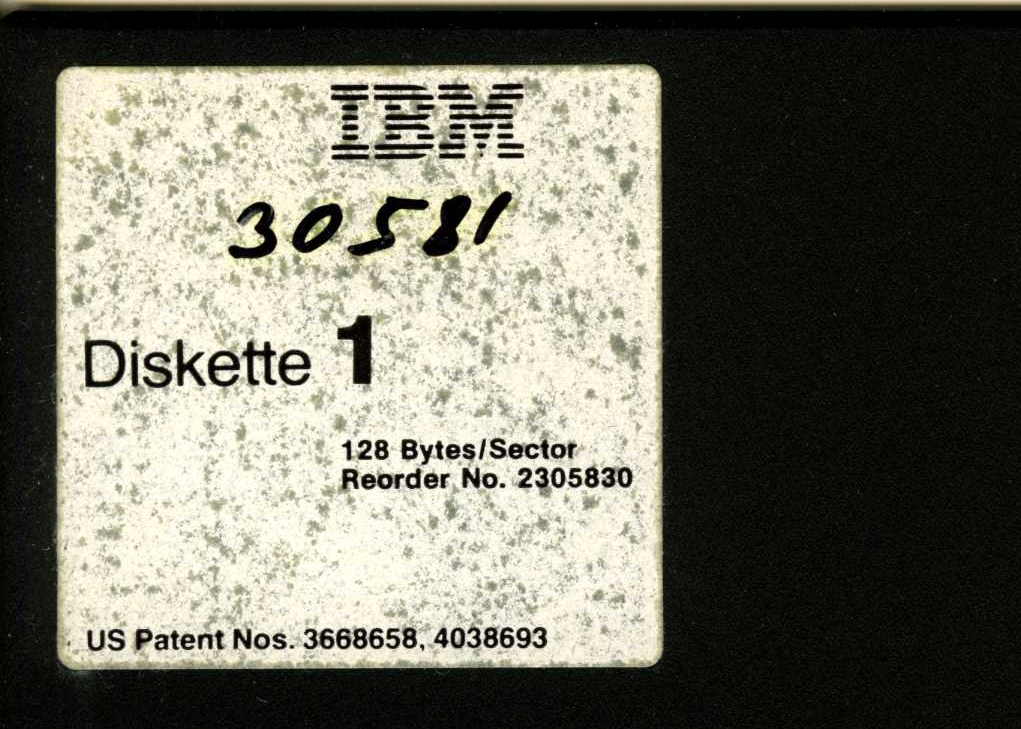 IBM
30581
Diskette 1
128 Bytes/Sector
Reorder No. 2305830
US Patent Nos. 3668658, 4038693